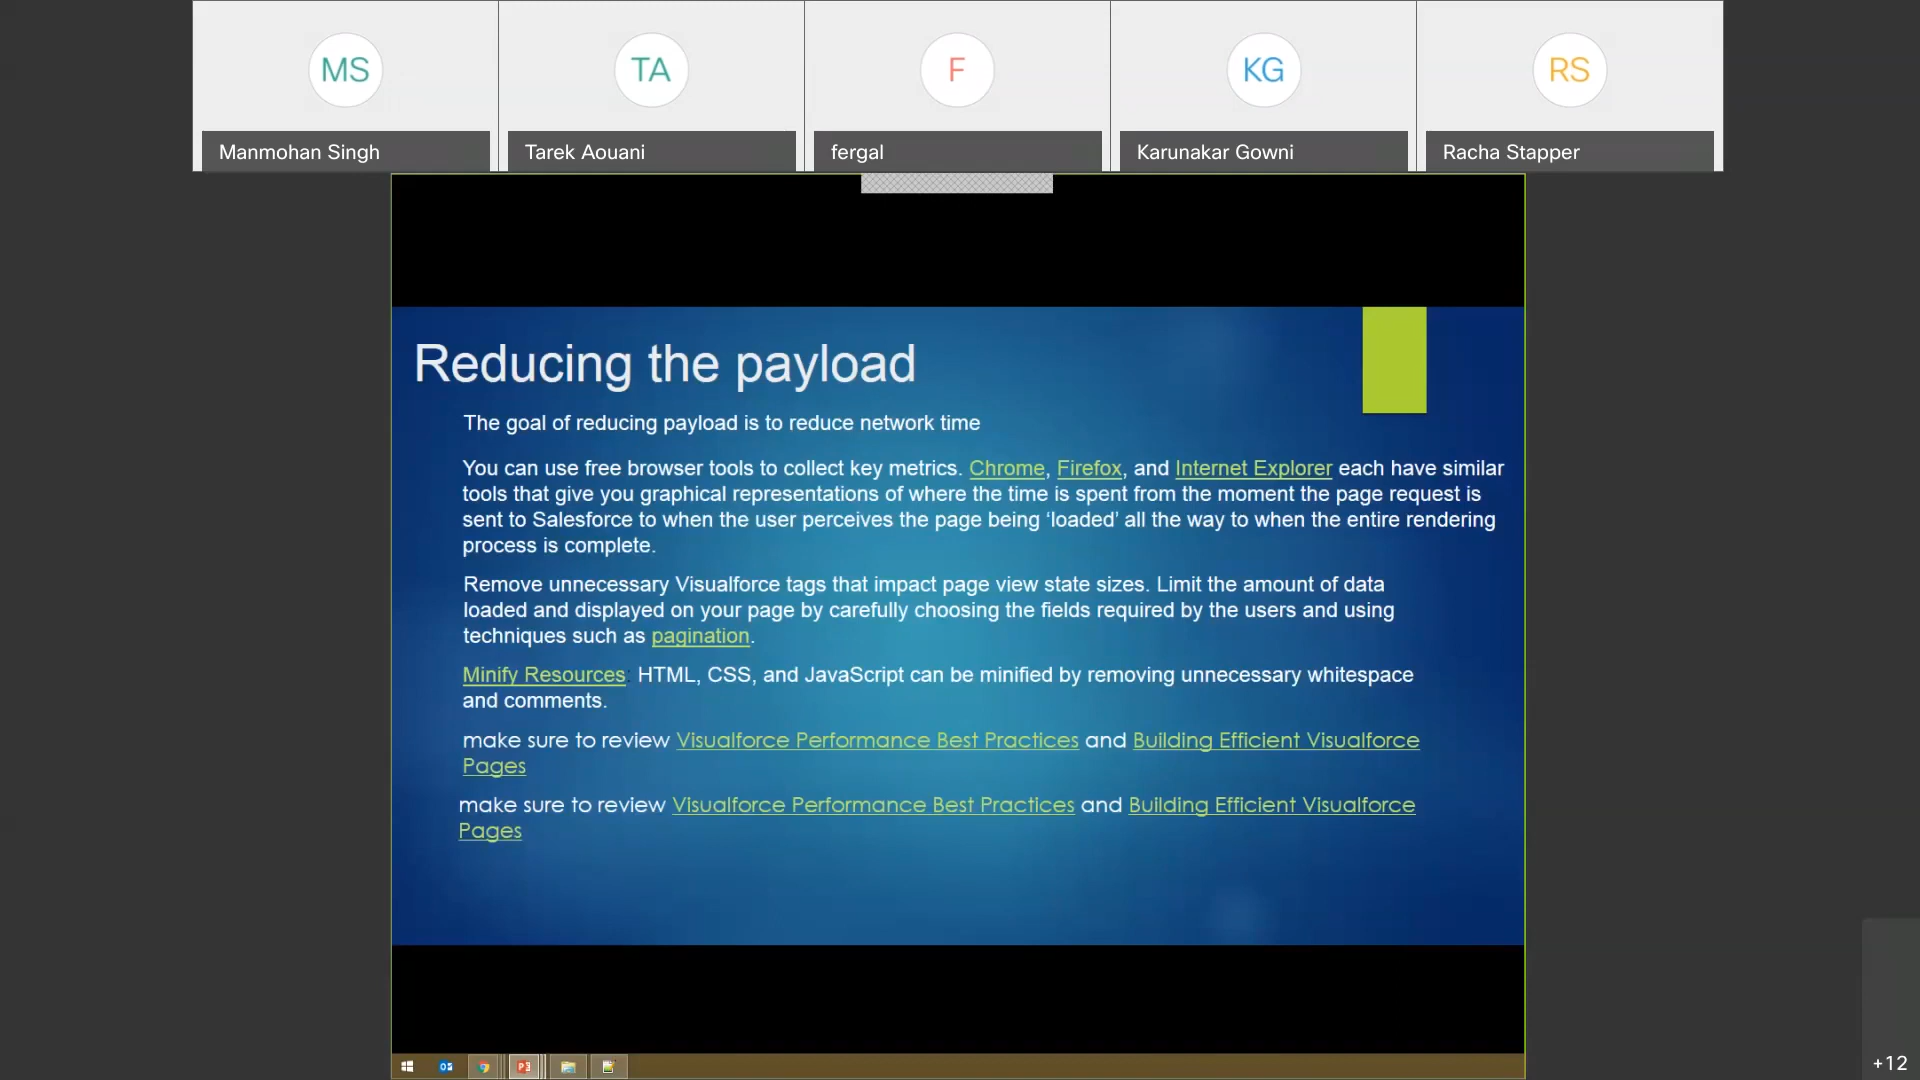 MS
TA
F
KG
RS
Manmohan Singh
Tarek Aouani
fergal
Karunakar Gowni
Racha Stapper
Reducing the payload
The goal of reducing payload is to reduce network time
You can use free browser tools to collect key metrics. Chrome, Firefox, and Internet Explorer each have similar
tools that give you graphical representations of where the time is spent from the moment the page request is
sent to Salesforce to when the user perceives the page being ‘loaded’ all the way to when the entire rendering
process is complete.
Remove unnecessary Visualforce tags that impact page view state sizes. Limit the amount of data
loaded and displayed on your page by carefully choosing the fields required by the users and using
techniques such as pagination.
Minify Resources: HTML, CSS, and JavaScript can be minified by removing unnecessary whitespace
and comments.
make sure to review Visualforce Performance Best Practices and Building Efficient Visualforce
Pages
make sure to review Visualforce Performance Best Practices and Building Efficient Visualforce
Pages
+12